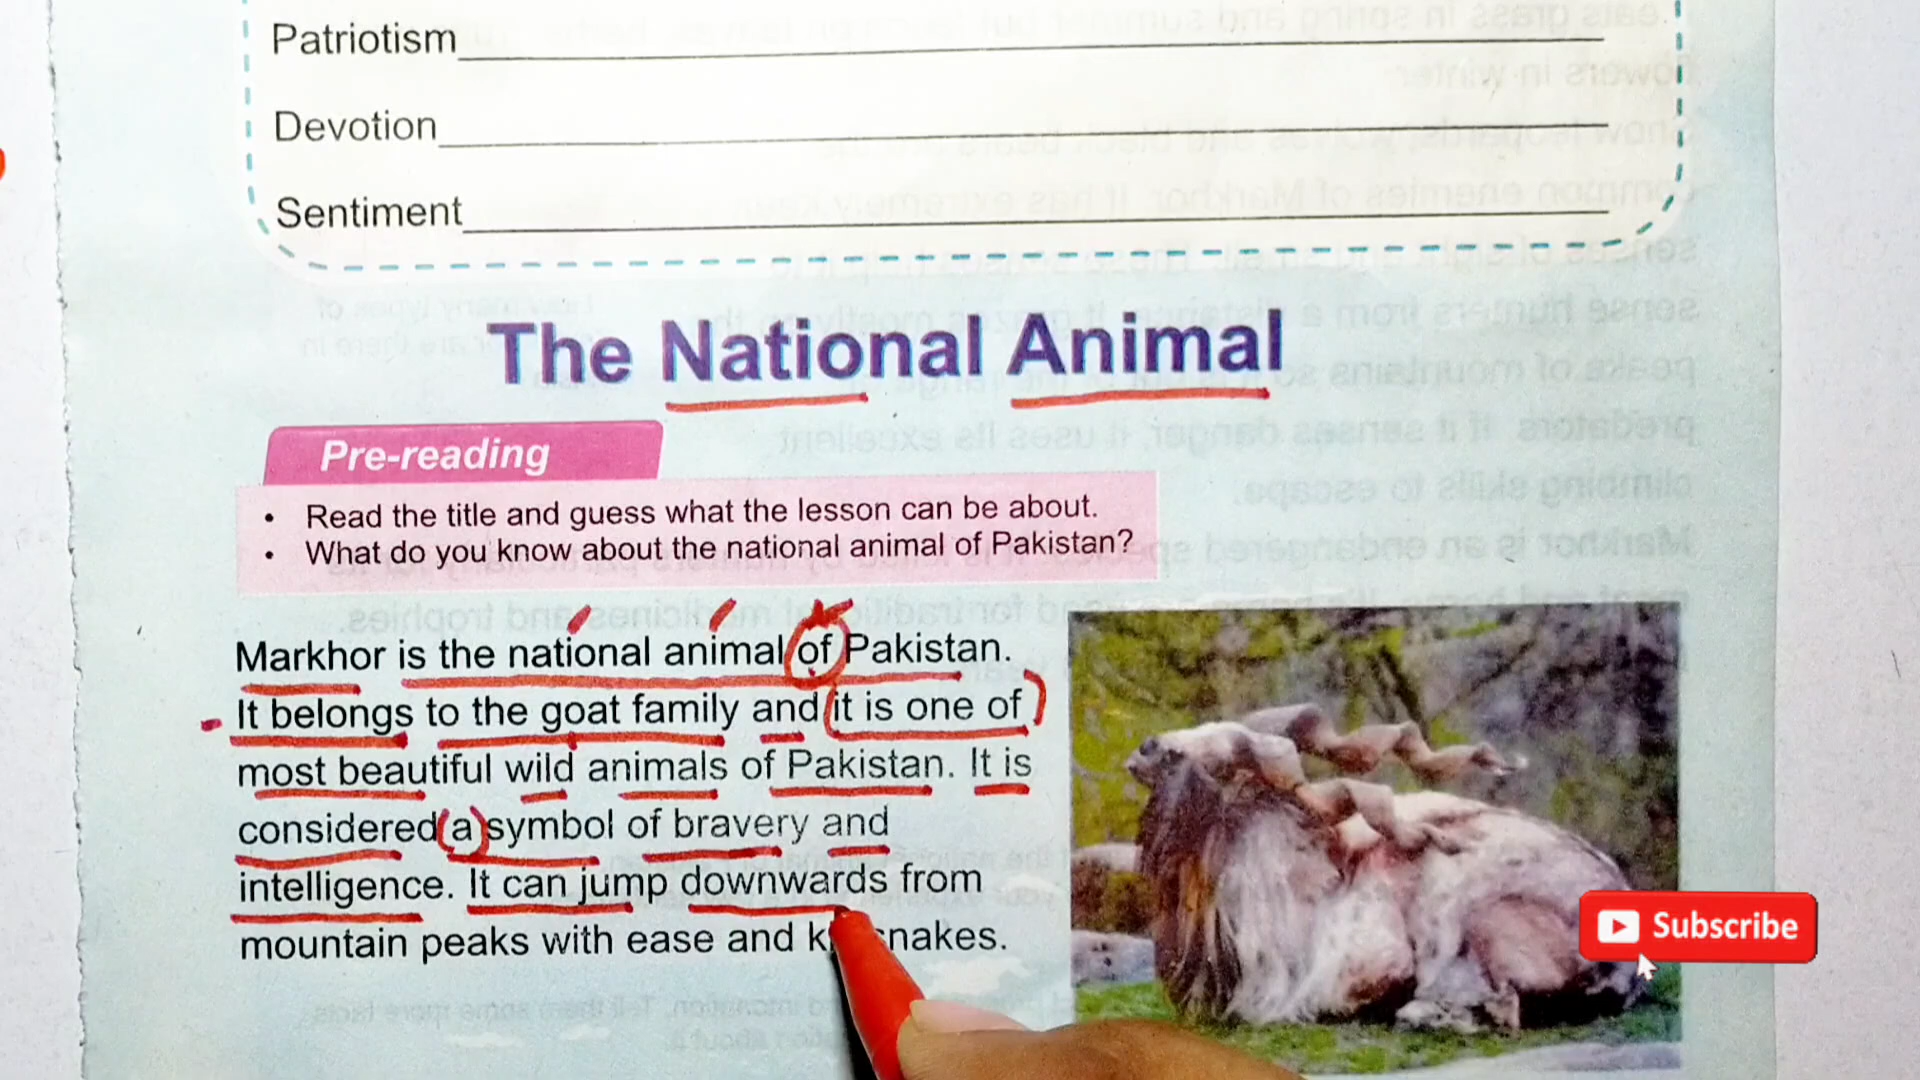 Patriotism
Devotion
Sentiment
The National Animal
Pre-reading
• Read the title and guess what the lesson can be about.
• What do you know about the national animal of Pakistan?
Markhor is the national animal of Pakistan.
It belongs to the goat family and it is one of
most beautiful wild animals of Pakistan. It is
considered a symbol of bravery and
intelligence. It can jump downwards from
mountain peaks with ease and snakes.
Subscribe